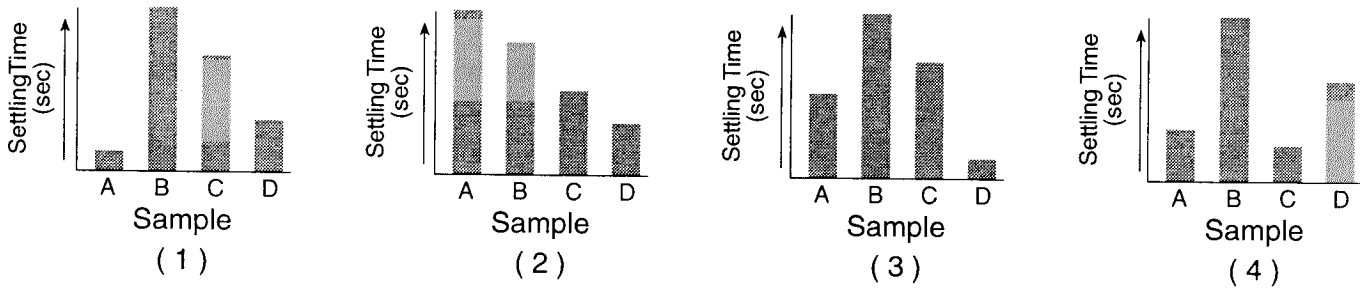 Settling Time
(sec)
A B C D
Sample
( 1 )
Settling Time
(sec)
A B C D
Sample
( 2 )
Settling Time
(sec)
A B C D
Sample
( 3 )
Settling Time
(sec)
A B C D
Sample
( 4 )